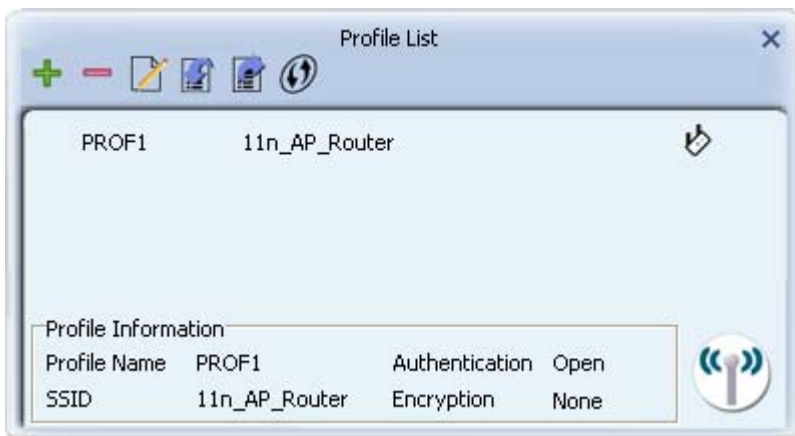 Profile List
PROF1 11n_AP_Router
Profile Information
Profile Name PROF1 Authentication Open
SSID 11n_AP_Router Encryption None